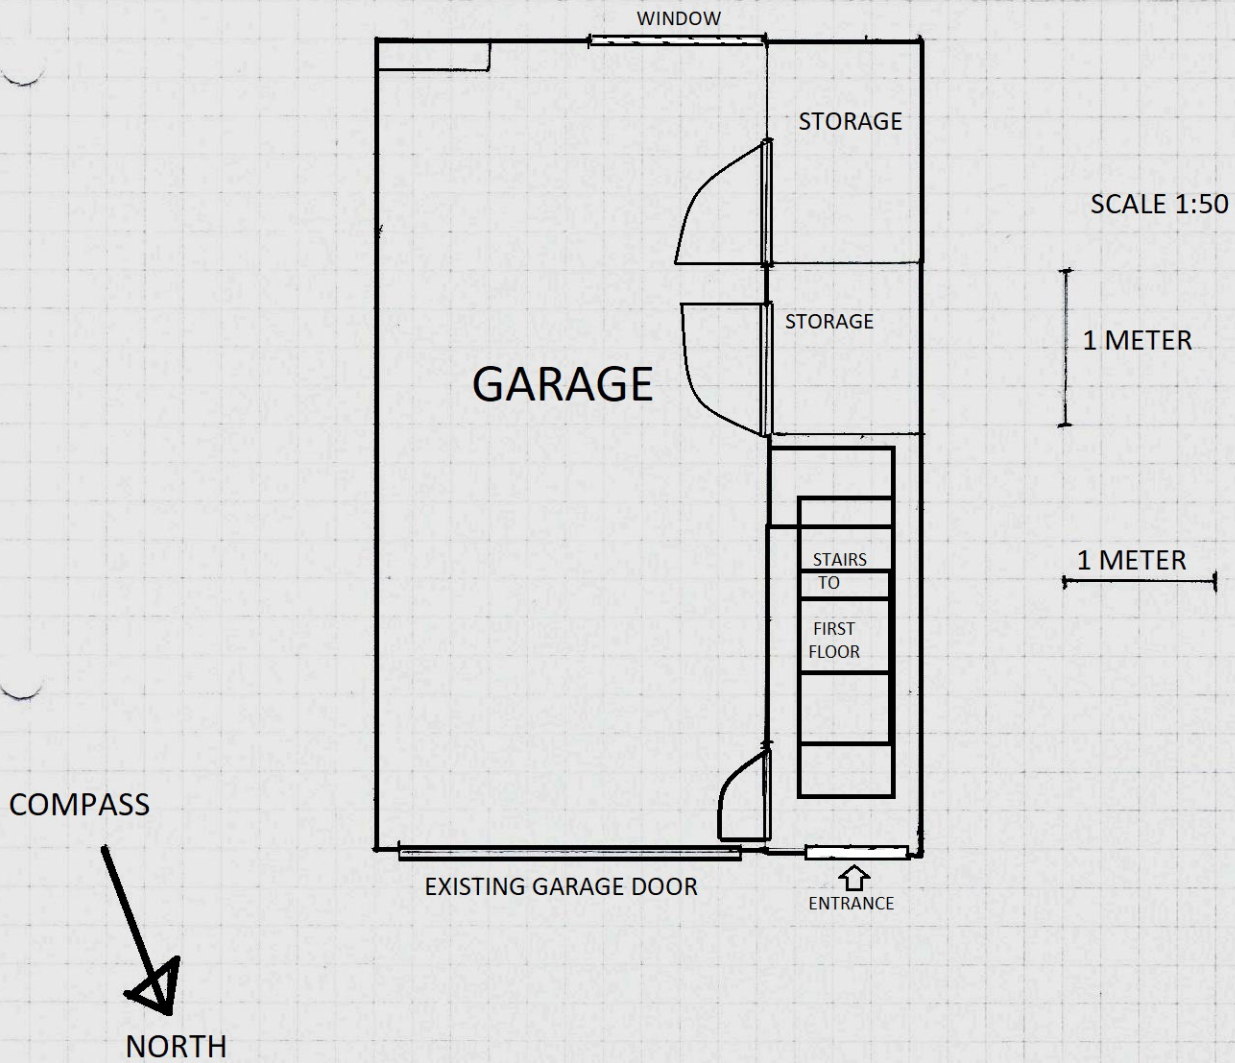 WINDOW
STORAGE
SCALE 1:50
STORAGE
1 METER
GARAGE
1 METER
STAIRS
TO
FIRST
FLOOR
COMPASS
EXISTING GARAGE DOOR
ENTRANCE
NORTH